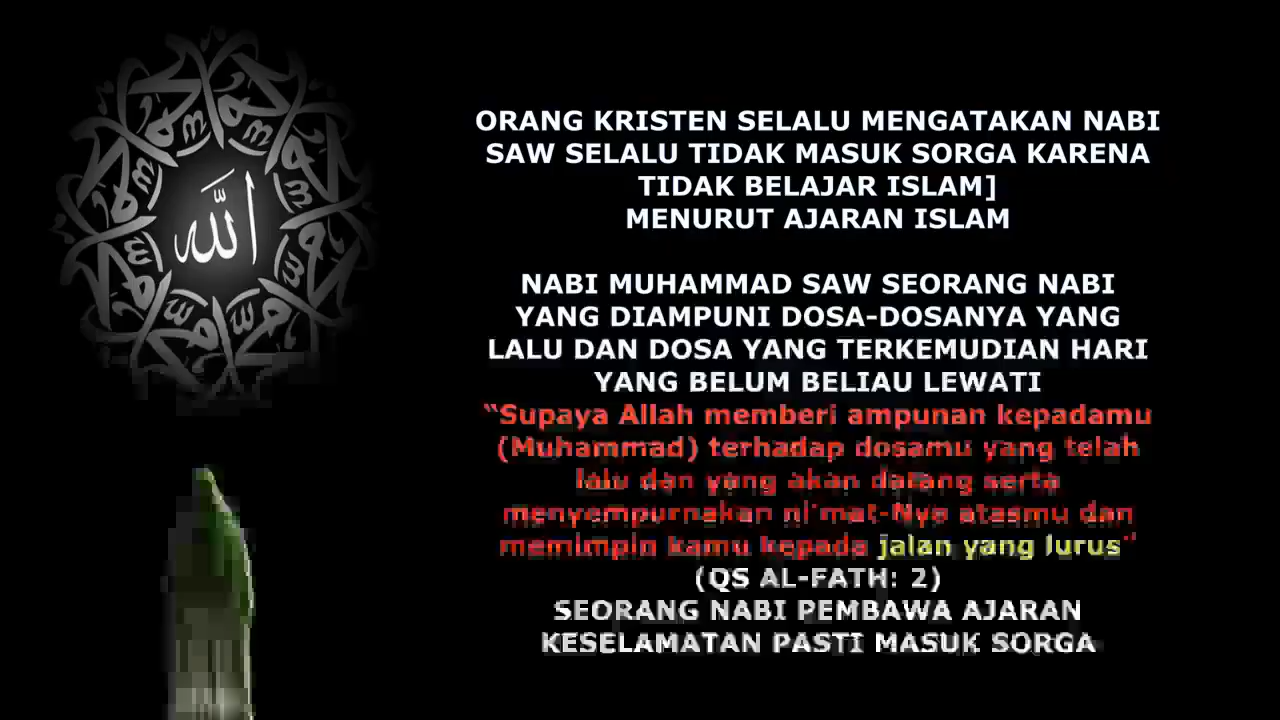 ORANG KRISTEN SELALU MENGATAKAN NABI
SAW SELALU TIDAK MASUK SORGA KARENA
TIDAK BELAJAR ISLAM]
MENURUT AJARAN ISLAM
NABI MUHAMMAD SAW SEORANG NABI
YANG DIAMPUNI DOSA-DOSANYA YANG
LALU DAN DOSA YANG TERKEMUDIAN HARI
YANG BELUM BELIAU LEWATI
“Supaya Allah memberi ampunan kepadamu
(Muhammad) terhadap dosamu yang telah
lalu dan yang akan datang serta
menyempurnakan ni'mat-Nya atasmu dan
memimpin kamu kepada jalan yang lurus”
(QS AL-FATH: 2)
SEORANG NABI PEMBAWA AJARAN
KESELAMATAN PASTI MASUK SORGA
الله